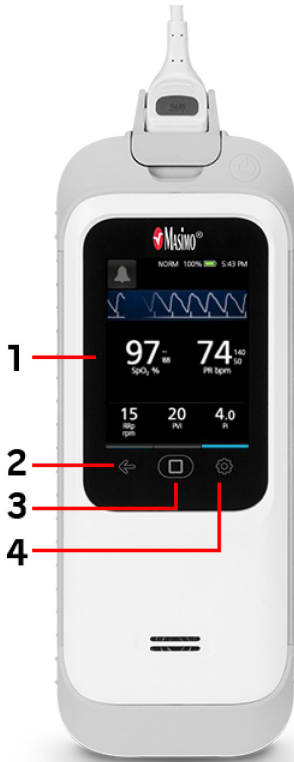 Masimo®
NORM 100% 5:43 PM
97 -- 88 74 140 50
SpO₂ % PR bpm
15 20 4.0
RRp PVi Pi
rpm
1
2
3
4